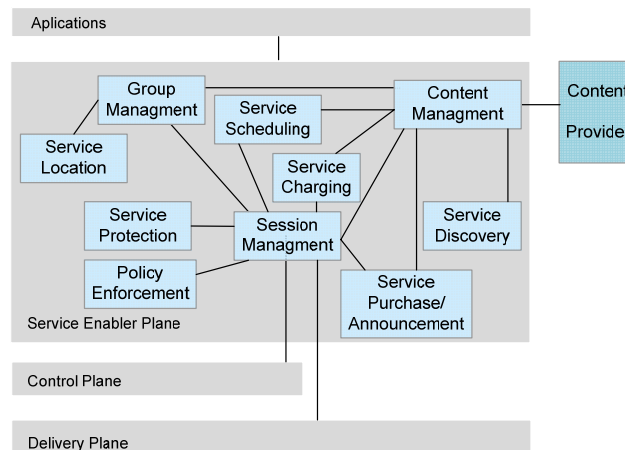 Aplications
Group
Managment
Content
Managment
Content
Provide
Service
Scheduling
Service
Location
Service
Charging
Service
Protection
Session
Managment
Service
Discovery
Policy
Enforcement
Service
Purchase/
Announcement
Service Enabler Plane
Control Plane
Delivery Plane